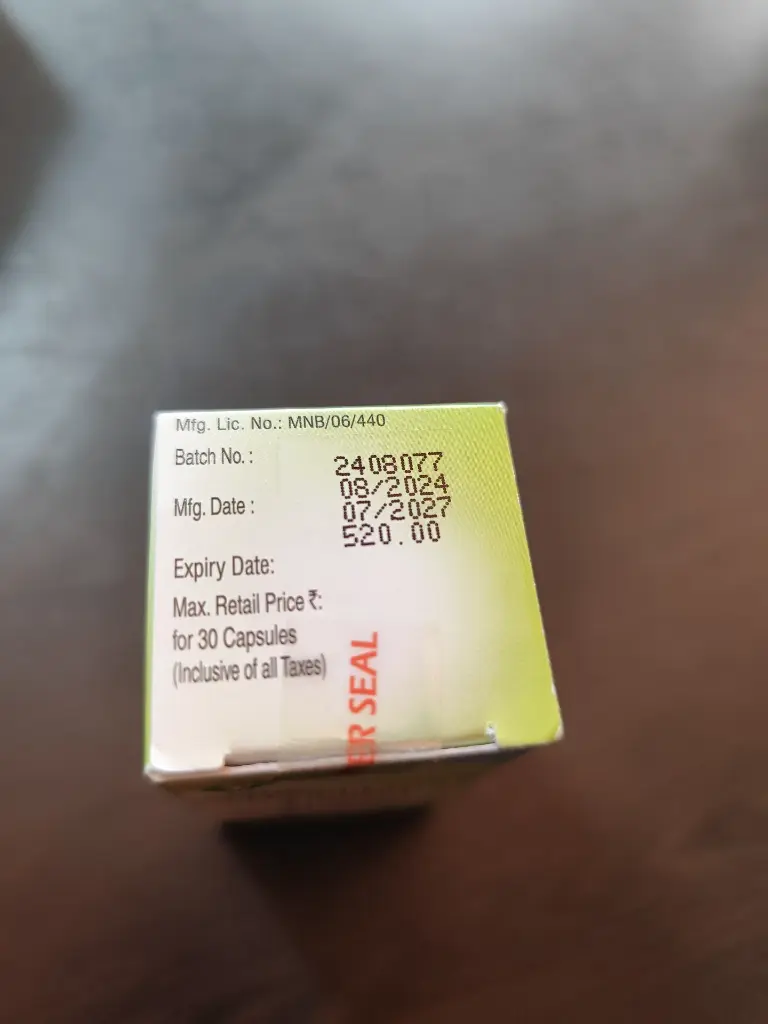 Mfg. Lic. No.: MNB/06/440
Batch No. :
2408077
08/2024
Mfg. Date :
07/2027
520.00
Expiry Date:
Max. Retail Price ₹:
for 30 Capsules
(Inclusive of all Taxes)
ER SEAL